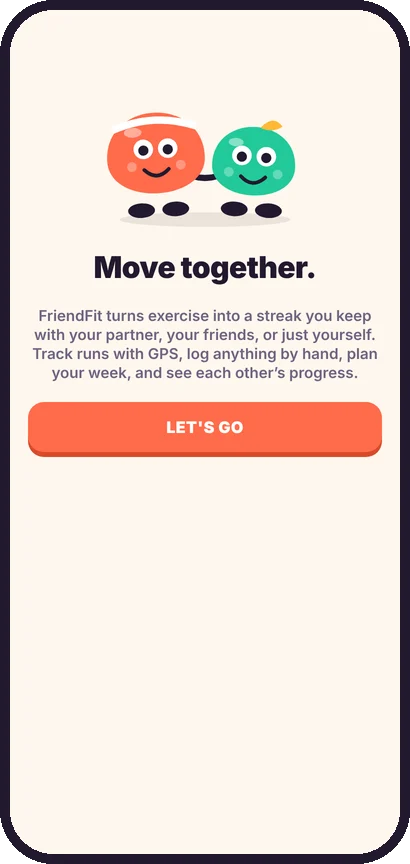 Move together.
FriendFit turns exercise into a streak you keep
with your partner, your friends, or just yourself.
Track runs with GPS, log anything by hand, plan
your week, and see each other’s progress.
LET'S GO